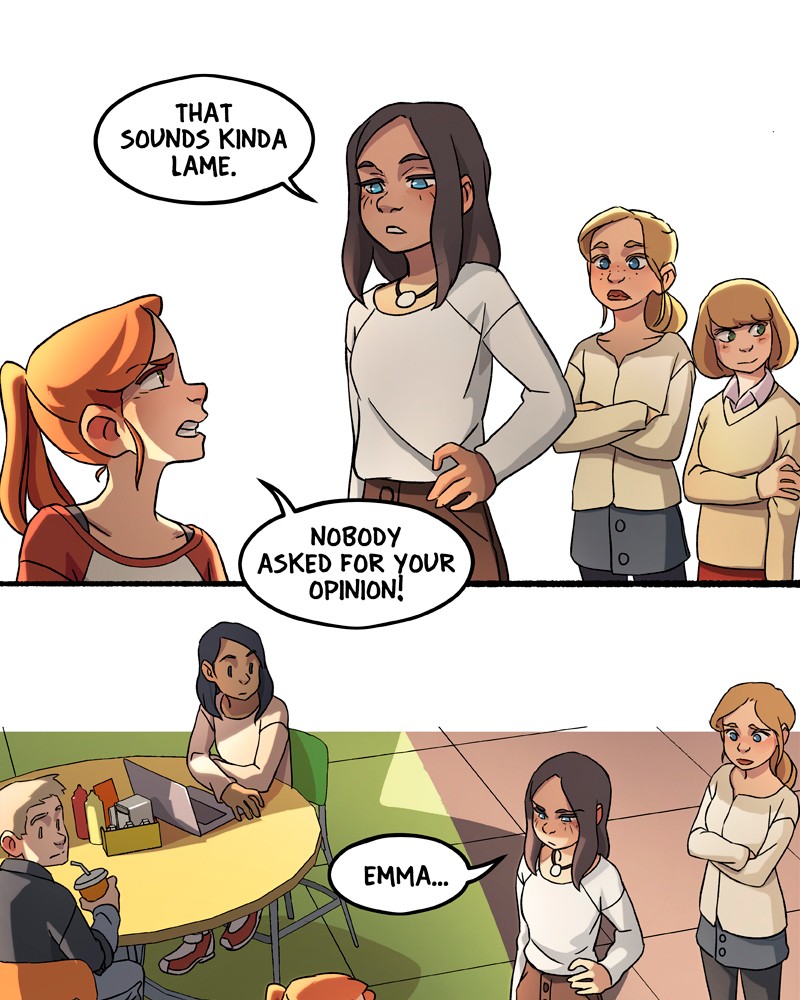 THAT
SOUNDS KINDA
LAME.
NOBODY
ASKED FOR YOUR
OPINION!
EMMA...